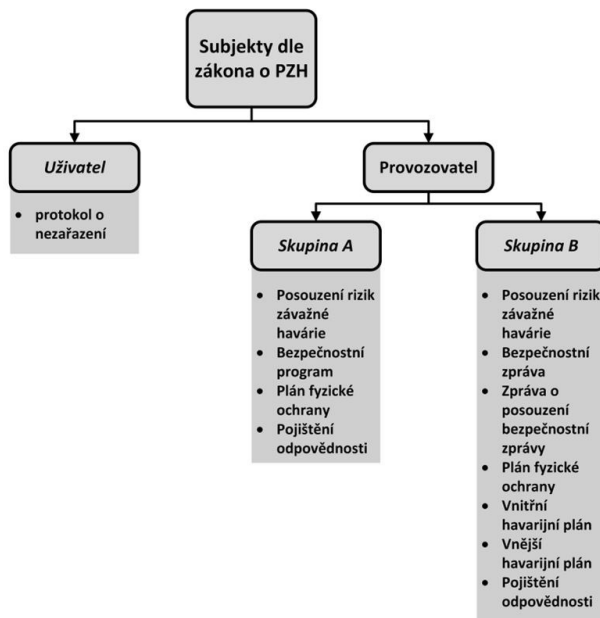 Subjekty dle
zákona o PZH
Uživatel
• protokol o
nezařazení
Provozovatel
Skupina A
• Posouzení rizik
závažné
havárie
• Bezpečnostní
program
• Plán fyzické
ochrany
• Pojištění
odpovědnosti
Skupina B
• Posouzení rizik
závažné
havárie
• Bezpečnostní
zpráva
• Zpráva o
posouzení
bezpečnostní
zprávy
• Plán fyzické
ochrany
• Vnitřní
havarijní plán
• Vnější
havarijní plán
• Pojištění
odpovědnosti